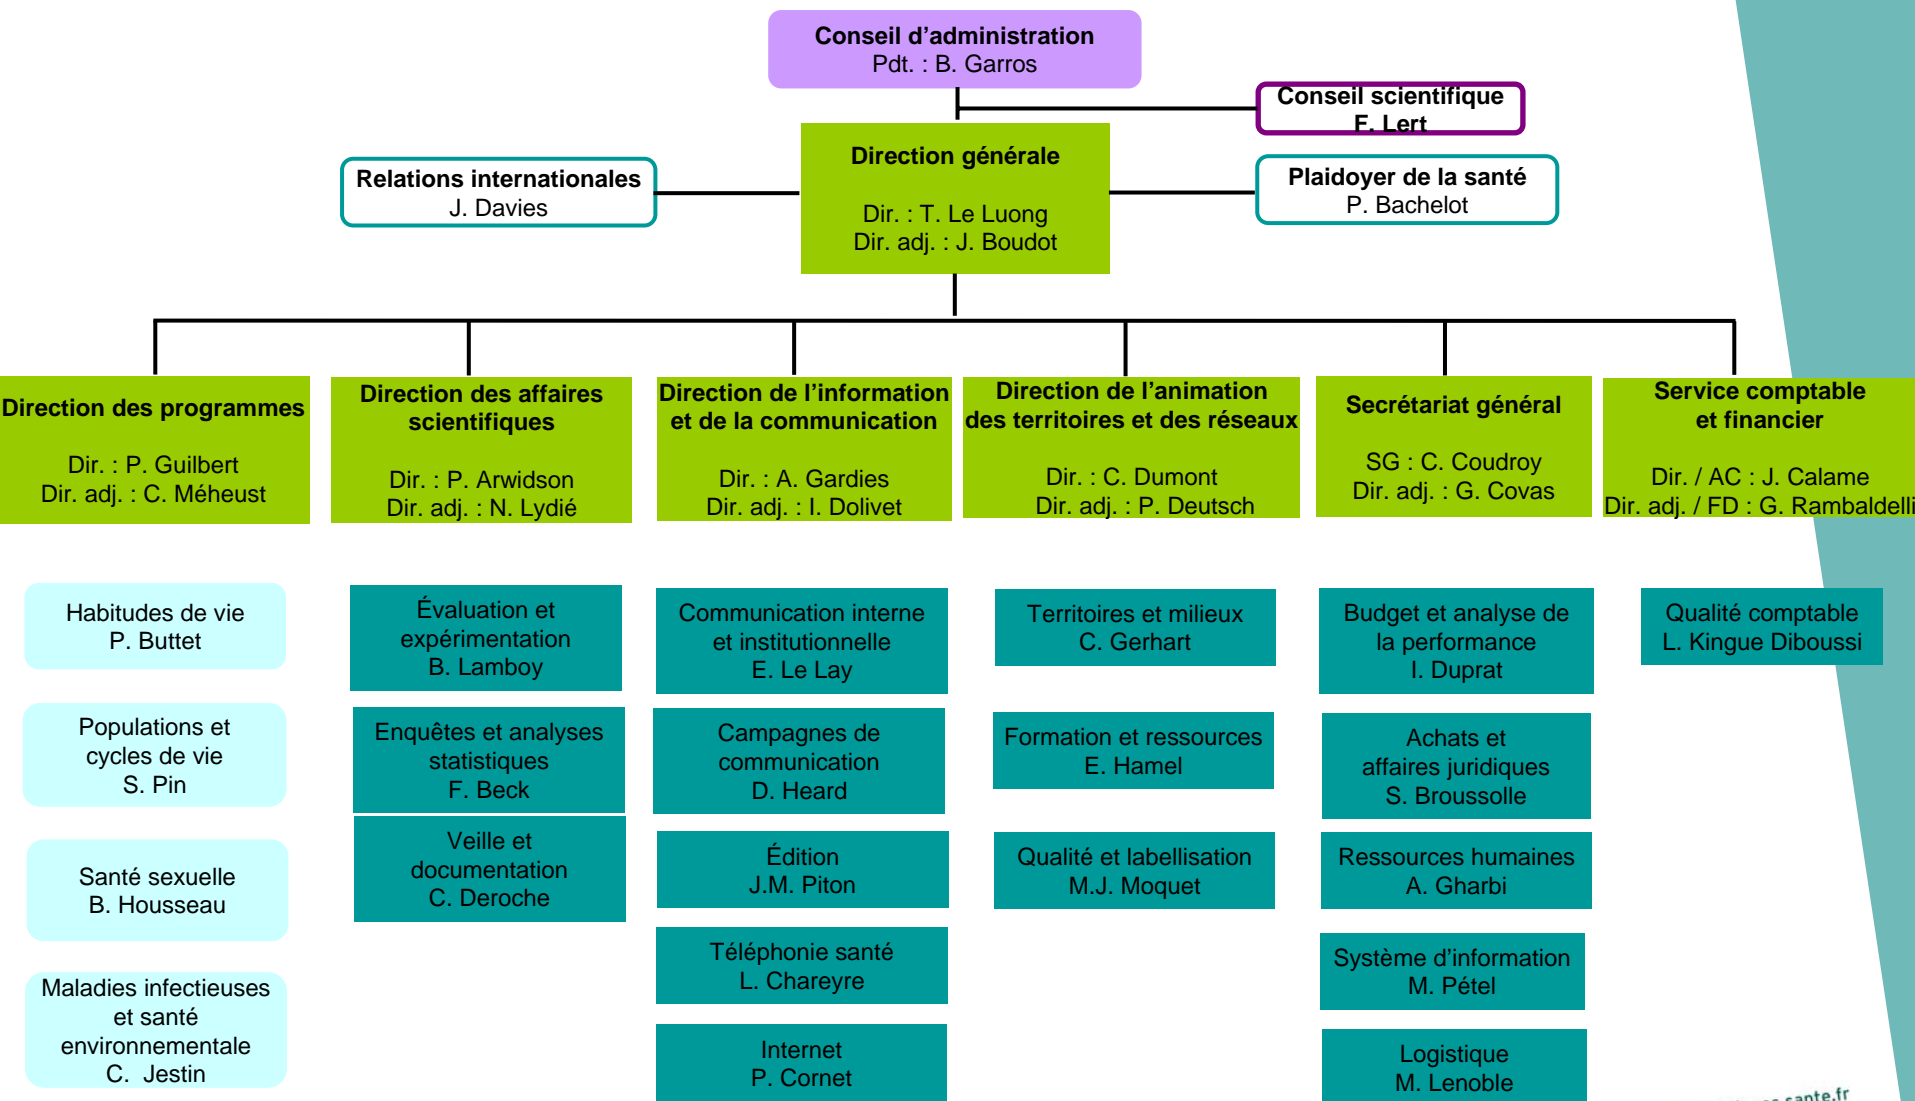 Conseil d'administration
Pdt. : B. Garros
Conseil scientifique
F. Lert
Direction générale
Dir. : T. Le Luong
Dir. adj. : J. Boudot
Relations internationales
J. Davies
Plaidoyer de la santé
P. Bachelot
Direction des programmes
Dir. : P. Guilbert
Dir. adj. : C. Méheust
Direction des affaires
scientifiques
Dir. : P. Arwidson
Dir. adj. : N. Lydié
Direction de l'information
et de la communication
Dir. : A. Gardies
Dir. adj. : I. Dolivet
Direction de l'animation
des territoires et des réseaux
Dir. : C. Dumont
Dir. adj. : P. Deutsch
Secrétariat général
SG : C. Coudroy
Dir. adj. : G. Covas
Service comptable
et financier
Dir. / AC : J. Calame
Dir. adj. / FD : G. Rambaldelli
Habitudes de vie
P. Buttet
Populations et
cycles de vie
S. Pin
Santé sexuelle
B. Housseau
Maladies infectieuses
et santé
environnementale
C. Jestin
Évaluation et
expérimentation
B. Lamboy
Enquêtes et analyses
statistiques
F. Beck
Veille et
documentation
C. Deroche
Communication interne
et institutionnelle
E. Le Lay
Campagnes de
communication
D. Heard
Édition
J.M. Piton
Téléphonie santé
L. Chareyre
Internet
P. Cornet
Territoires et milieux
C. Gerhart
Formation et ressources
E. Hamel
Qualité et labellisation
M.J. Moquet
Budget et analyse de
la performance
I. Duprat
Achats et
affaires juridiques
S. Broussolle
Ressources humaines
A. Gharbi
Système d'information
M. Pétel
Logistique
M. Lenoble
Qualité comptable
L. Kingue Diboussi
sante.fr